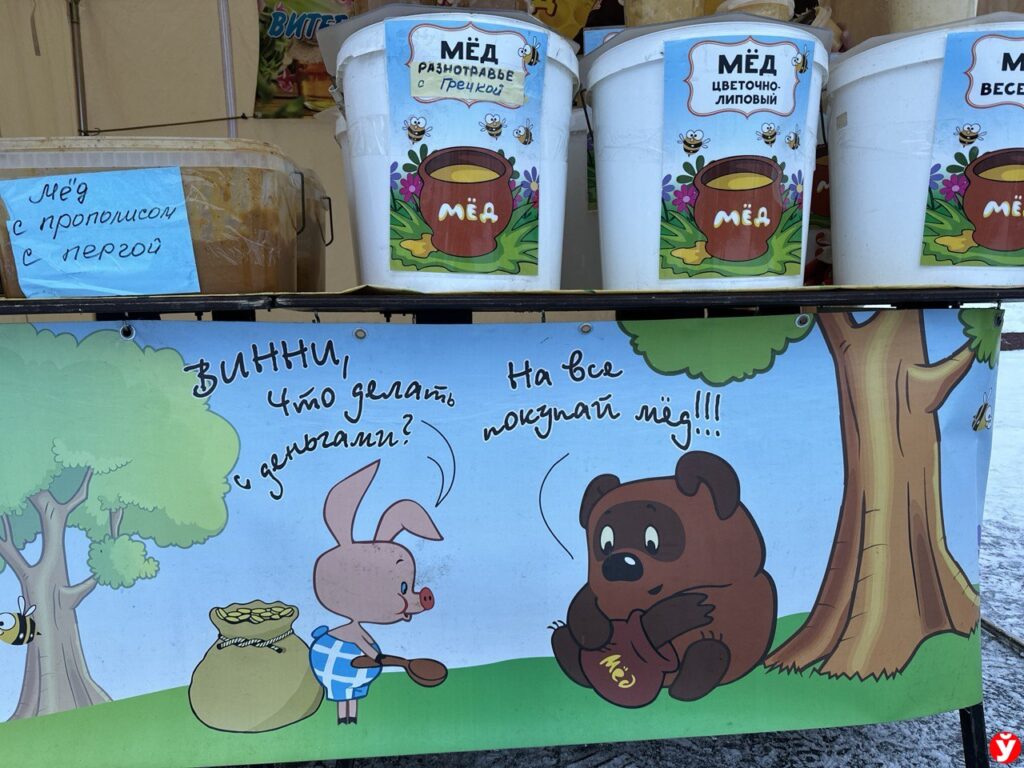 ВИТЕ
МЁД
РАЗНОТРАВЬЕ
с Гречкой
МЁД
МЁД
ЦВЕТОЧНО-
ЛИПОВЫЙ
МЁД
М
ВЕСЕ
МЁД
Мёд
с прополисом
с пергой
ВИННИ,
Что делать
с деньгами?
На все
покупай мёд!!!
Мёд
Ў